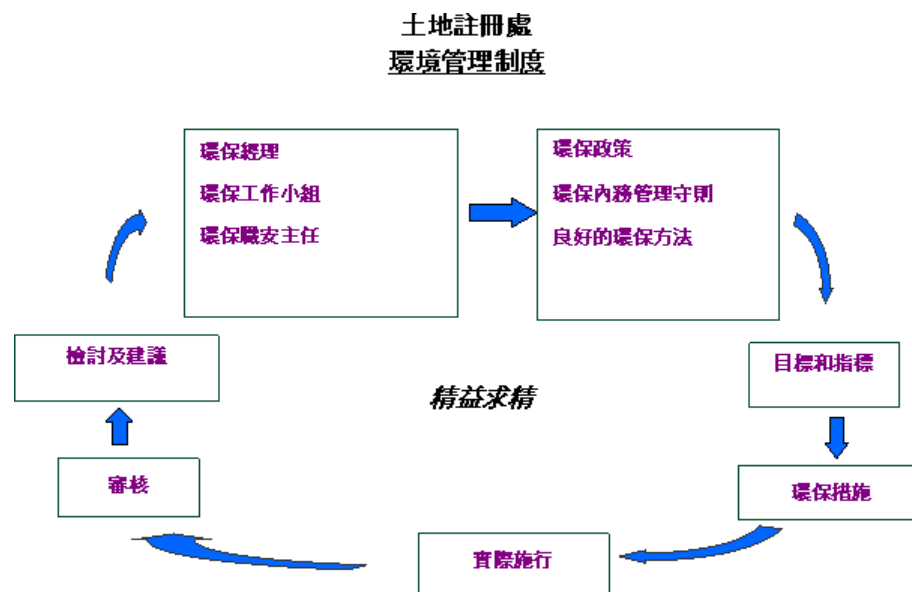 土地註冊處
環境管理制度
環保經理
環保工作小組
環保職安主任
環保政策
環保內務管理守則
良好的環保方法
檢討及建議
目標和指標
精益求精
審核
環保措施
實際施行